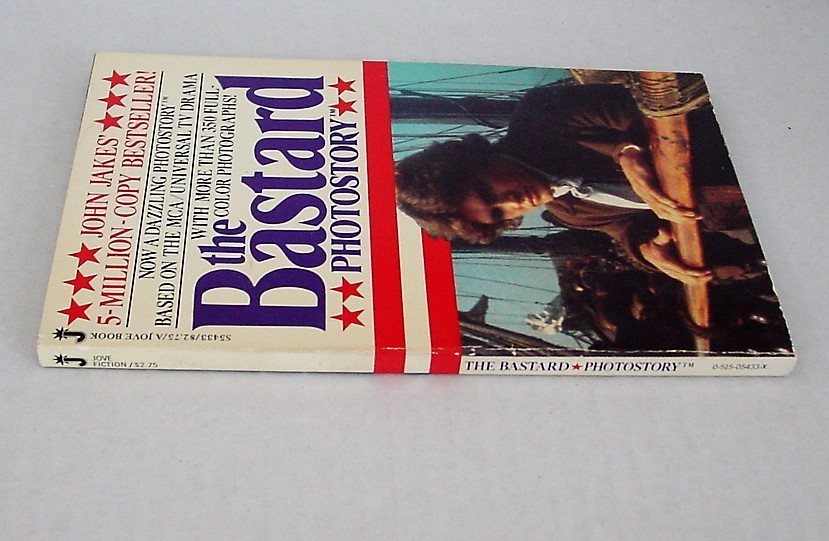 ★★★ JOHN JAKES' ★★★
5-MILLION-COPY BESTSELLER!
NOW A DAZZLING PHOTOSTORY™
BASED ON THE MCA/UNIVERSAL TV DRAMA
WITH MORE THAN 350 FULL-
COLOR PHOTOGRAPHS!
the
Bastard
★★PHOTOSTORY™★★
S5433/$2.75/A JOVE BOOK
J
J
JOVE
FICTION/$2.75
THE BASTARD★PHOTOSTORY™
0-515-05433-X